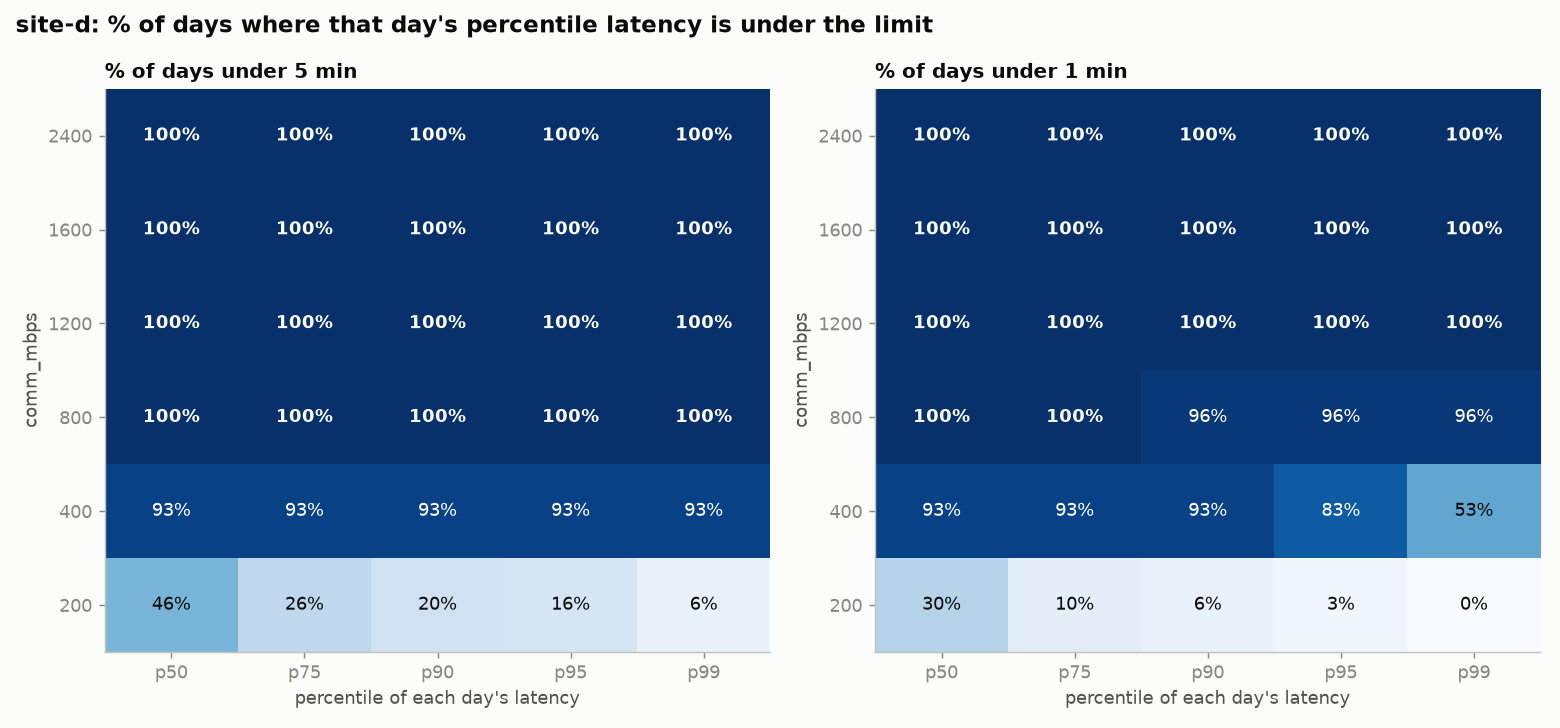 site-d: % of days where that day's percentile latency is under the limit
% of days under 5 min
comm_mbps
2400 100% 100% 100% 100% 100%
1600 100% 100% 100% 100% 100%
1200 100% 100% 100% 100% 100%
800 100% 100% 100% 100% 100%
400 93% 93% 93% 93% 93%
200 46% 26% 20% 16% 6%
p50 p75 p90 p95 p99
percentile of each day's latency
% of days under 1 min
comm_mbps
2400 100% 100% 100% 100% 100%
1600 100% 100% 100% 100% 100%
1200 100% 100% 100% 100% 100%
800 100% 100% 96% 96% 96%
400 93% 93% 93% 83% 53%
200 30% 10% 6% 3% 0%
p50 p75 p90 p95 p99
percentile of each day's latency